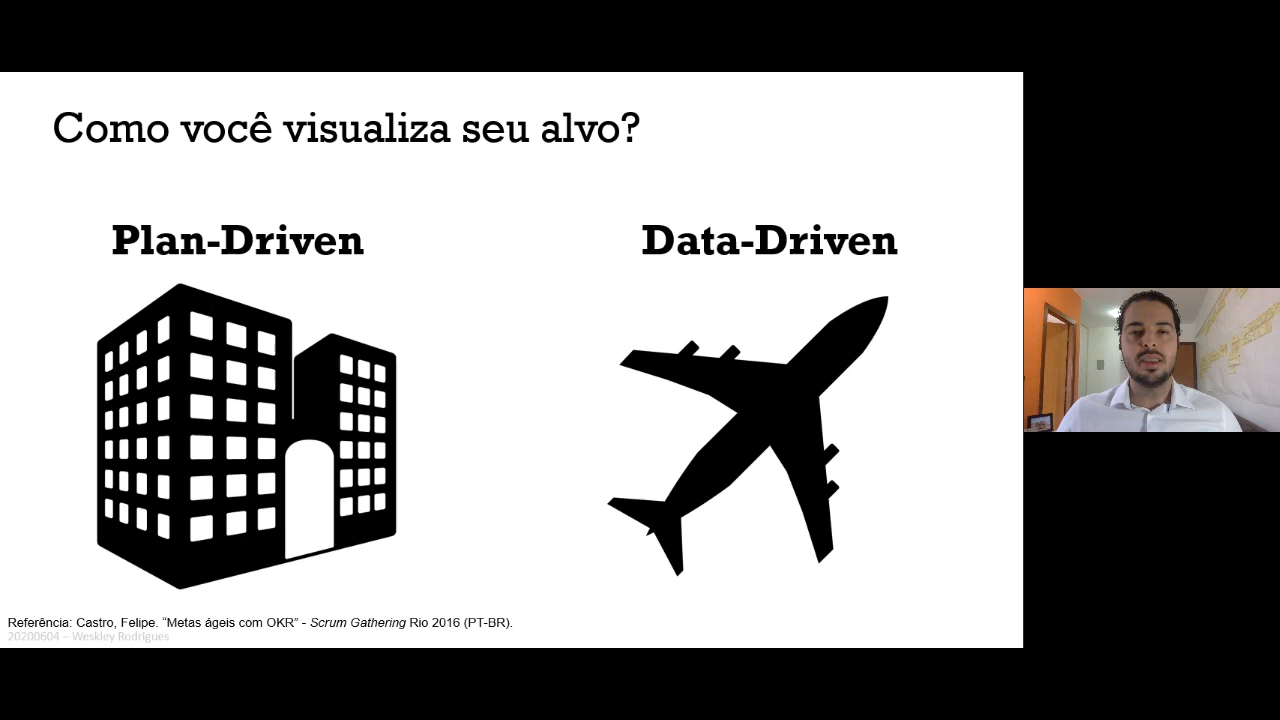 Como você visualiza seu alvo?
Plan-Driven
Data-Driven
Referência: Castro, Felipe. “Metas ágeis com OKR” - Scrum Gathering Rio 2016 (PT-BR).
20200604 – Weskley Rodrigues